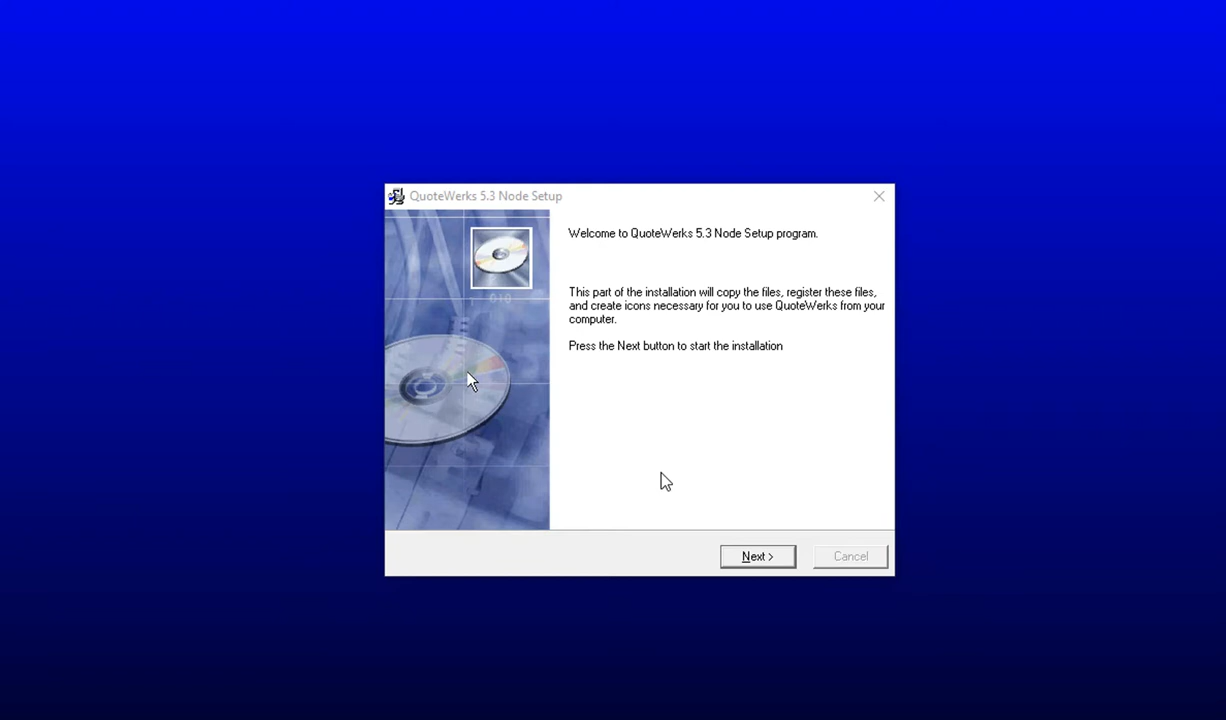 QuoteWerks 5.3 Node Setup
Welcome to QuoteWerks 5.3 Node Setup program.
This part of the installation will copy the files, register these files,
and create icons necessary for you to use QuoteWerks from your
computer.
Press the Next button to start the installation
Next >
Cancel